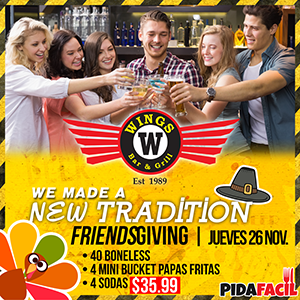 WINGS
W
Bar & Grill
Est 1989
WE MADE A
NEW TRADITION
FRIENDSGIVING | JUEVES 26 NOV.
• 40 BONELESS
• 4 MINI BUCKET PAPAS FRITAS
• 4 SODAS $35.99
PIDAFACIL